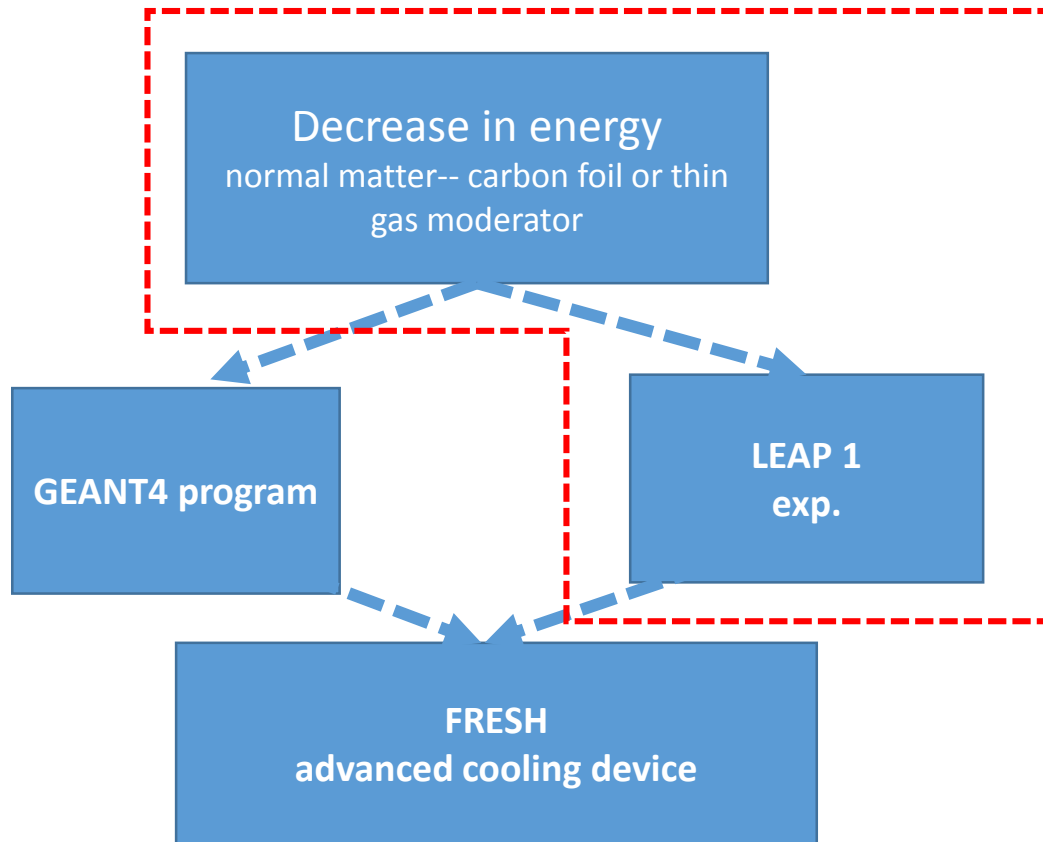 Decrease in energy
normal matter-- carbon foil or thin
gas moderator
GEANT4 program
LEAP 1
exp.
FRESH
advanced cooling device